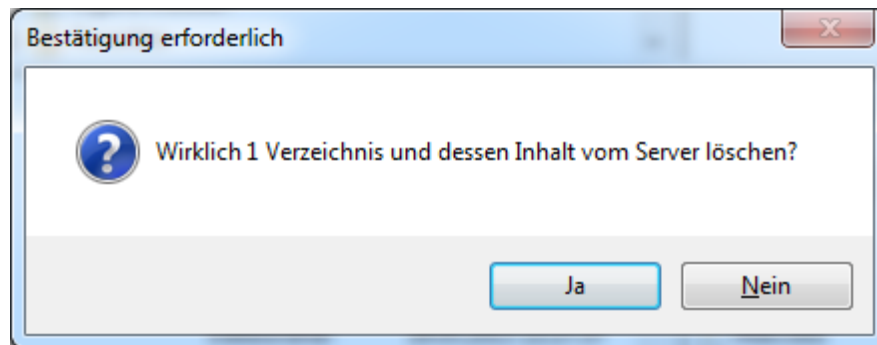 Bestätigung erforderlich
Wirklich 1 Verzeichnis und dessen Inhalt vom Server löschen?
Ja
Nein